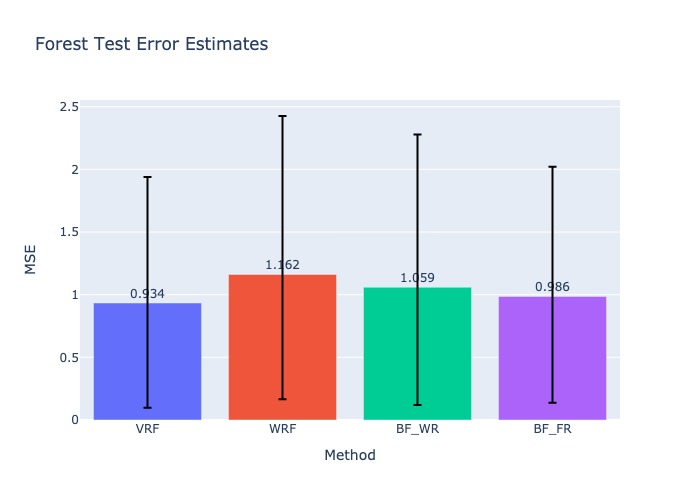 Forest Test Error Estimates
MSE
2.5
2
1.5
1
0.5
0
0.934
1.162
1.059
0.986
VRF
WRF
BF_WR
BF_FR
Method